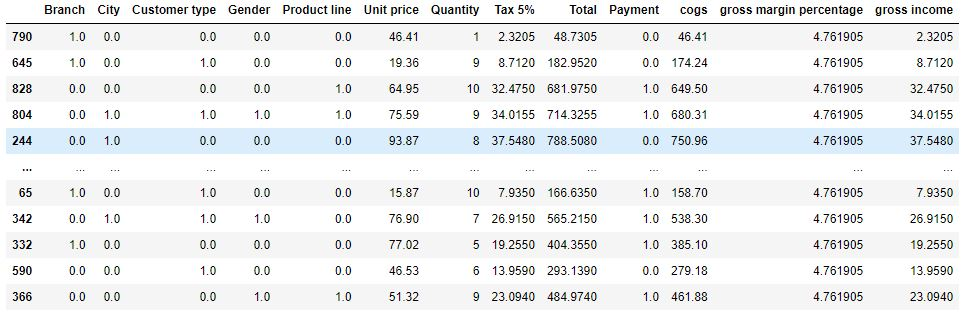 Branch City Customer type Gender Product line Unit price Quantity Tax 5% Total Payment cogs gross margin percentage gross income
790 1.0 0.0 0.0 0.0 0.0 46.41 1 2.3205 48.7305 0.0 46.41 4.761905 2.3205
645 1.0 0.0 1.0 0.0 0.0 19.36 9 8.7120 182.9520 0.0 174.24 4.761905 8.7120
828 0.0 0.0 0.0 0.0 1.0 64.95 10 32.4750 681.9750 1.0 649.50 4.761905 32.4750
804 0.0 1.0 1.0 1.0 1.0 75.59 9 34.0155 714.3255 1.0 680.31 4.761905 34.0155
244 0.0 1.0 0.0 0.0 0.0 93.87 8 37.5480 788.5080 0.0 750.96 4.761905 37.5480
... ... ... ... ... ... ... ... ... ... ... ... ... ...
65 1.0 0.0 1.0 0.0 0.0 15.87 10 7.9350 166.6350 1.0 158.70 4.761905 7.9350
342 0.0 1.0 1.0 1.0 0.0 76.90 7 26.9150 565.2150 1.0 538.30 4.761905 26.9150
332 1.0 0.0 0.0 0.0 0.0 77.02 5 19.2550 404.3550 1.0 385.10 4.761905 19.2550
590 0.0 0.0 1.0 0.0 0.0 46.53 6 13.9590 293.1390 0.0 279.18 4.761905 13.9590
366 0.0 0.0 0.0 1.0 1.0 51.32 9 23.0940 484.9740 1.0 461.88 4.761905 23.0940